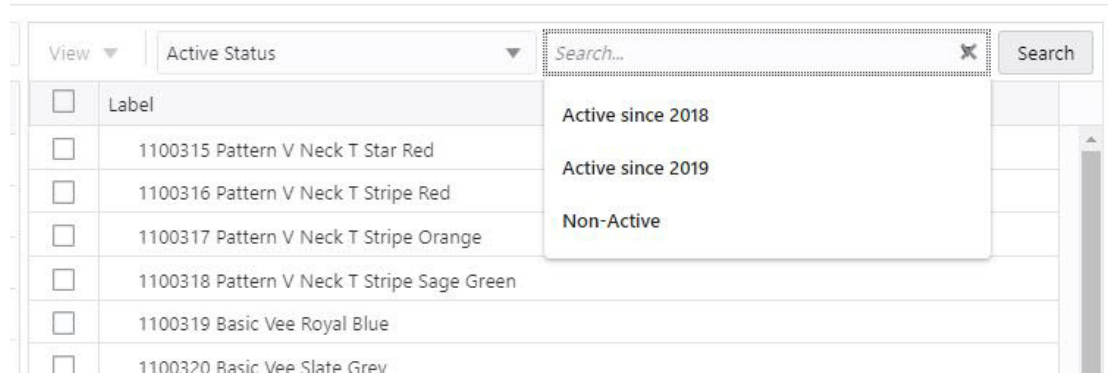 View
Active Status
Search...
Search
Label
Active since 2018
Active since 2019
Non-Active
1100315 Pattern V Neck T Star Red
1100316 Pattern V Neck T Stripe Red
1100317 Pattern V Neck T Stripe Orange
1100318 Pattern V Neck T Stripe Sage Green
1100319 Basic Vee Royal Blue
1100320 Basic Vee Slate Grey